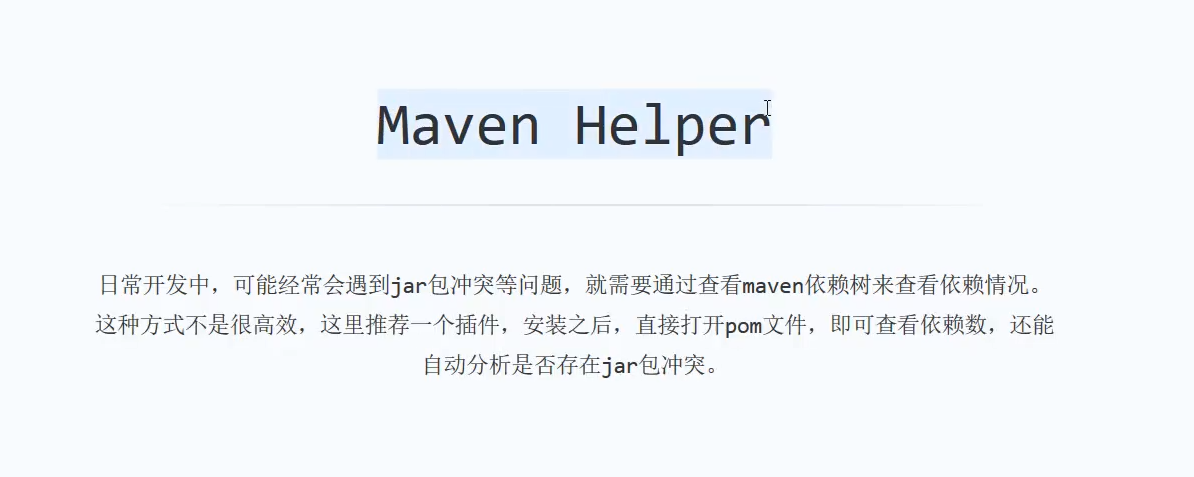 Maven Helper
日常开发中，可能经常会遇到jar包冲突等问题，就需要通过查看maven依赖树来查看依赖情况。
这种方式不是很高效，这里推荐一个插件，安装之后，直接打开pom文件，即可查看依赖数，还能
自动分析是否存在jar包冲突。